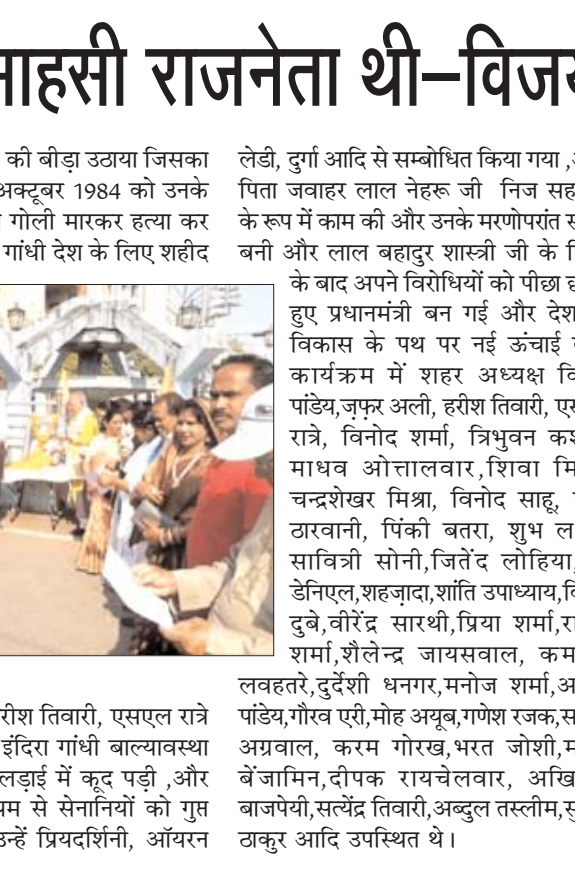 साहसी राजनेता थी–विजय
की बीड़ा उठाया जिसका
अक्टूबर 1984 को उनके
गोली मारकर हत्या कर
गांधी देश के लिए शहीद
हरीश तिवारी, एसएल रात्रे
इंदिरा गांधी बाल्यावस्था
लड़ाई में कूद पड़ी ,और
से सेनानियों को गुप्त
उन्हें प्रियदर्शिनी, ऑयरन
लेडी, दुर्गा आदि से सम्बोधित किया गया ,
पिता जवाहर लाल नेहरू जी निज
के रूप में काम की और उनके मरणोपरांत
बनी और लाल बहादुर शास्त्री जी के
के बाद अपने विरोधियों को पीछा
हुए प्रधानमंत्री बन गई और देश
विकास के पथ पर नई ऊंचाई
कार्यक्रम में शहर अध्यक्ष
पांडेय,ज़फ़र अली, हरीश तिवारी,
रात्रे, विनोद शर्मा, त्रिभुवन
माधव ओत्तालवार,शिवा
चन्द्रशेखर मिश्रा, विनोद साहू,
ठारवानी, पिंकी बतरा, शुभ
सावित्री सोनी,जितेंद लोहिया,
डेनिएल,शहज़ादा,शांति उपाध्याय,
दुबे,वीरेंद्र सारथी,प्रिया शर्मा,
शर्मा,शैलेन्द्र जायसवाल,
लवहतरे,दुर्देशी धनगर,मनोज शर्मा,
पांडेय,गौरव एरी,मोह अयूब,गणेश रजक,
अग्रवाल, करम गोरख,भरत जोशी,
बेंजामिन,दीपक रायचेलवार,
बाजपेयी,सत्येंद्र तिवारी,अब्दुल तस्लीम,
ठाकुर आदि उपस्थित थे।